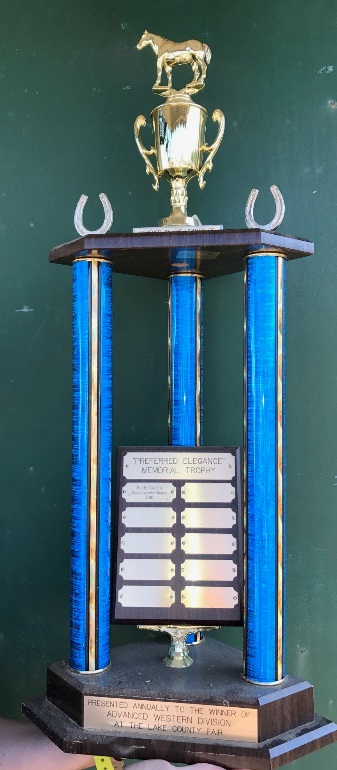 "PREFERRED ELEGANCE"
MEMORIAL TROPHY
PRESENTED ANNUALLY TO THE WINNER OF
ADVANCED WESTERN DIVISION
AT THE LAKE COUNTY FAIR